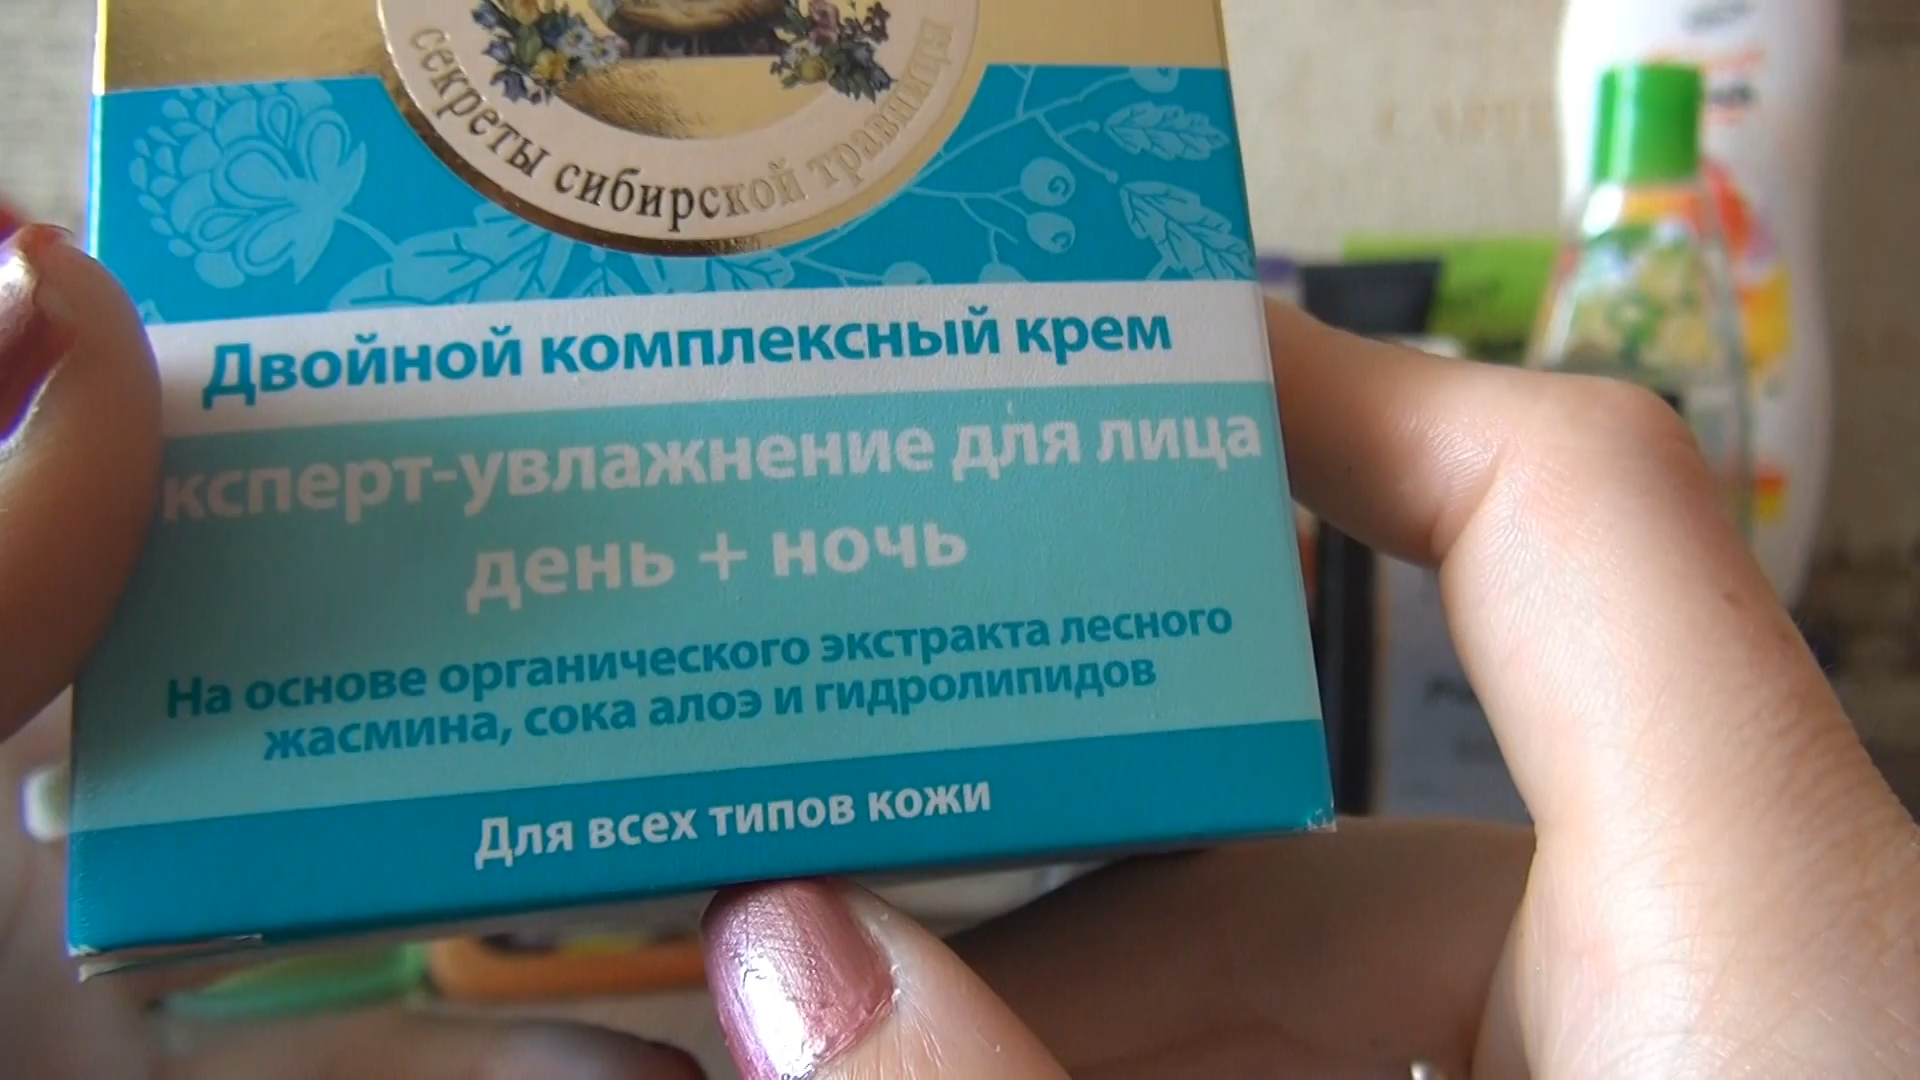 секреты сибирской травницы
Двойной комплексный крем
ксперт-увлажнение для лица
день + ночь
На основе органического экстракта лесного
жасмина, сока алоэ и гидролипидов
Для всех типов кожи